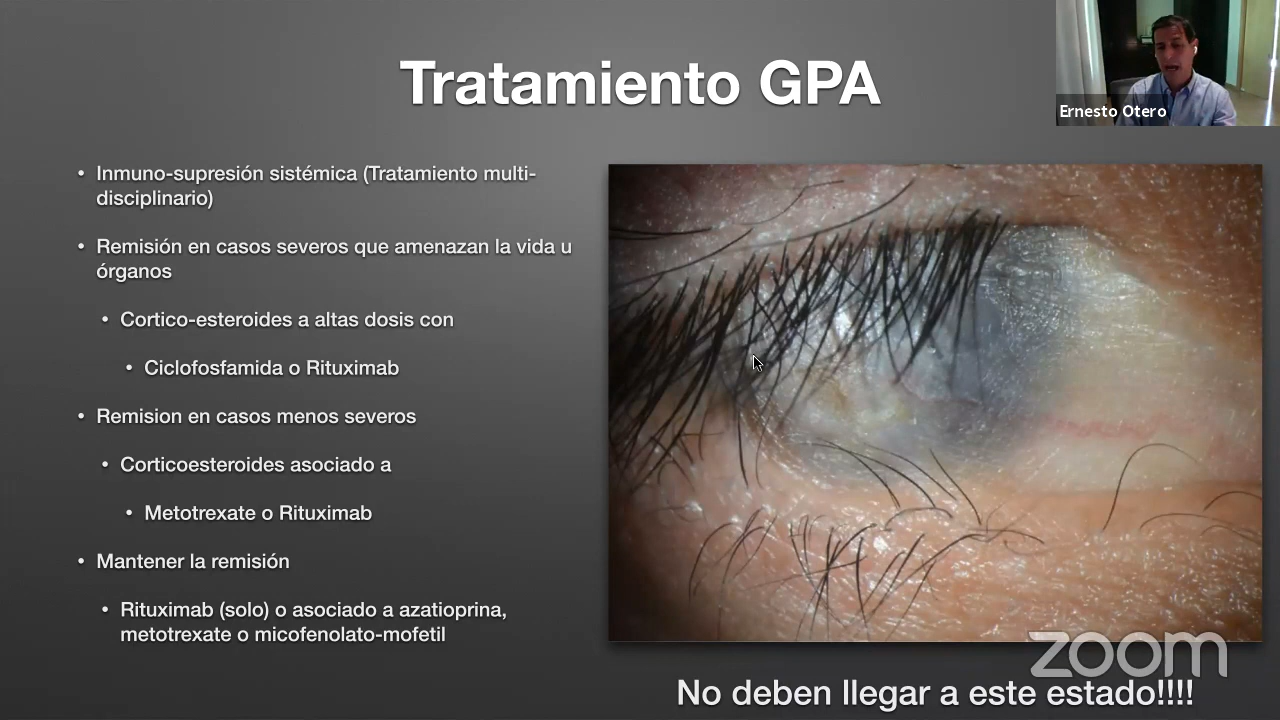 Tratamiento GPA
Ernesto Otero
• Inmuno-supresión sistémica (Tratamiento multi-
disciplinario)
• Remisión en casos severos que amenazan la vida u
órganos
• Cortico-esteroides a altas dosis con
• Ciclofosfamida o Rituximab
• Remision en casos menos severos
• Corticoesteroides asociado a
• Metotrexate o Rituximab
• Mantener la remisión
• Rituximab (solo) o asociado a azatioprina,
metotrexate o micofenolato-mofetil
zoom
No deben llegar a este estado!!!!